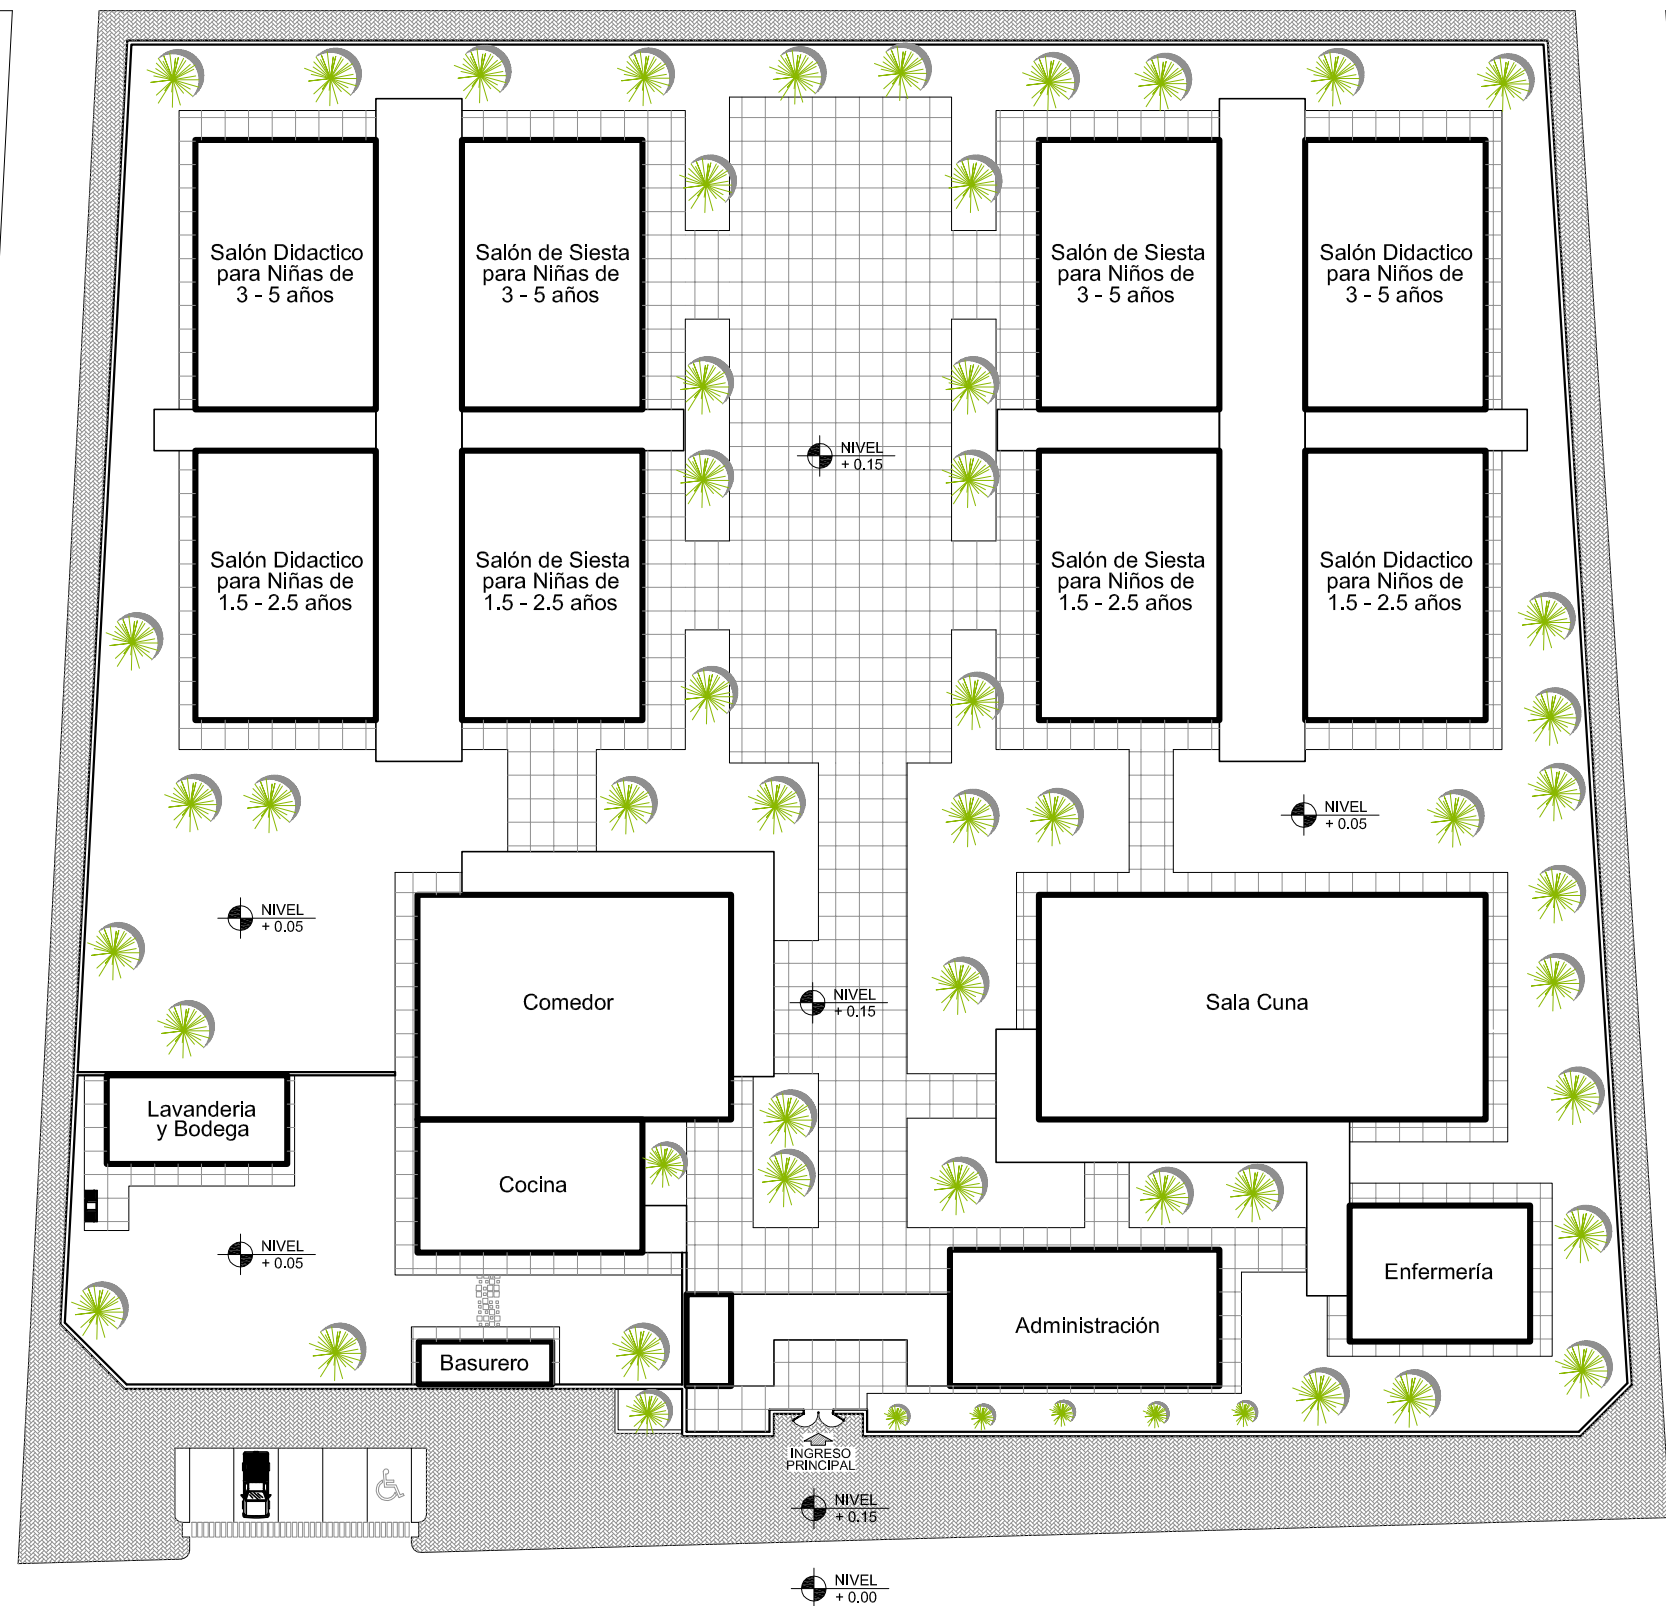 Salón Didactico
para Niñas de
3 - 5 años
Salón de Siesta
para Niñas de
3 - 5 años
Salón de Siesta
para Niños de
3 - 5 años
Salón Didactico
para Niños de
3 - 5 años
NIVEL
+ 0.15
Salón Didactico
para Niñas de
1.5 - 2.5 años
Salón de Siesta
para Niñas de
1.5 - 2.5 años
Salón de Siesta
para Niños de
1.5 - 2.5 años
Salón Didactico
para Niños de
1.5 - 2.5 años
NIVEL
+ 0.05
NIVEL
+ 0.05
Comedor
NIVEL
+ 0.15
Sala Cuna
Lavanderia
y Bodega
Cocina
NIVEL
+ 0.05
Enfermería
Administración
Basurero
INGRESO
PRINCIPAL
NIVEL
+ 0.15
NIVEL
+ 0.00